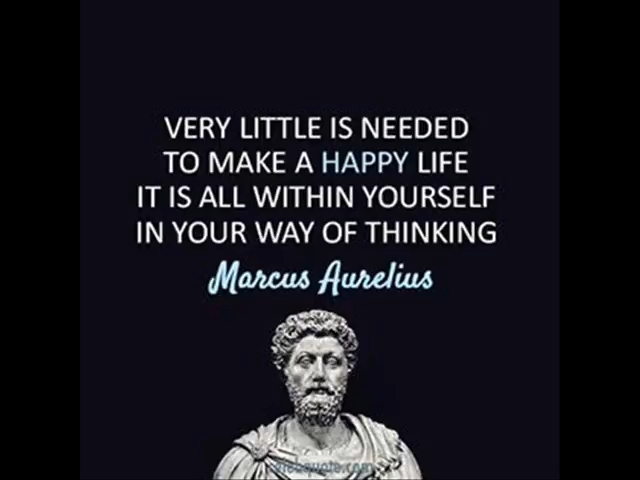 VERY LITTLE IS NEEDED
TO MAKE A HAPPY LIFE
IT IS ALL WITHIN YOURSELF
IN YOUR WAY OF THINKING
Marcus Aurelius